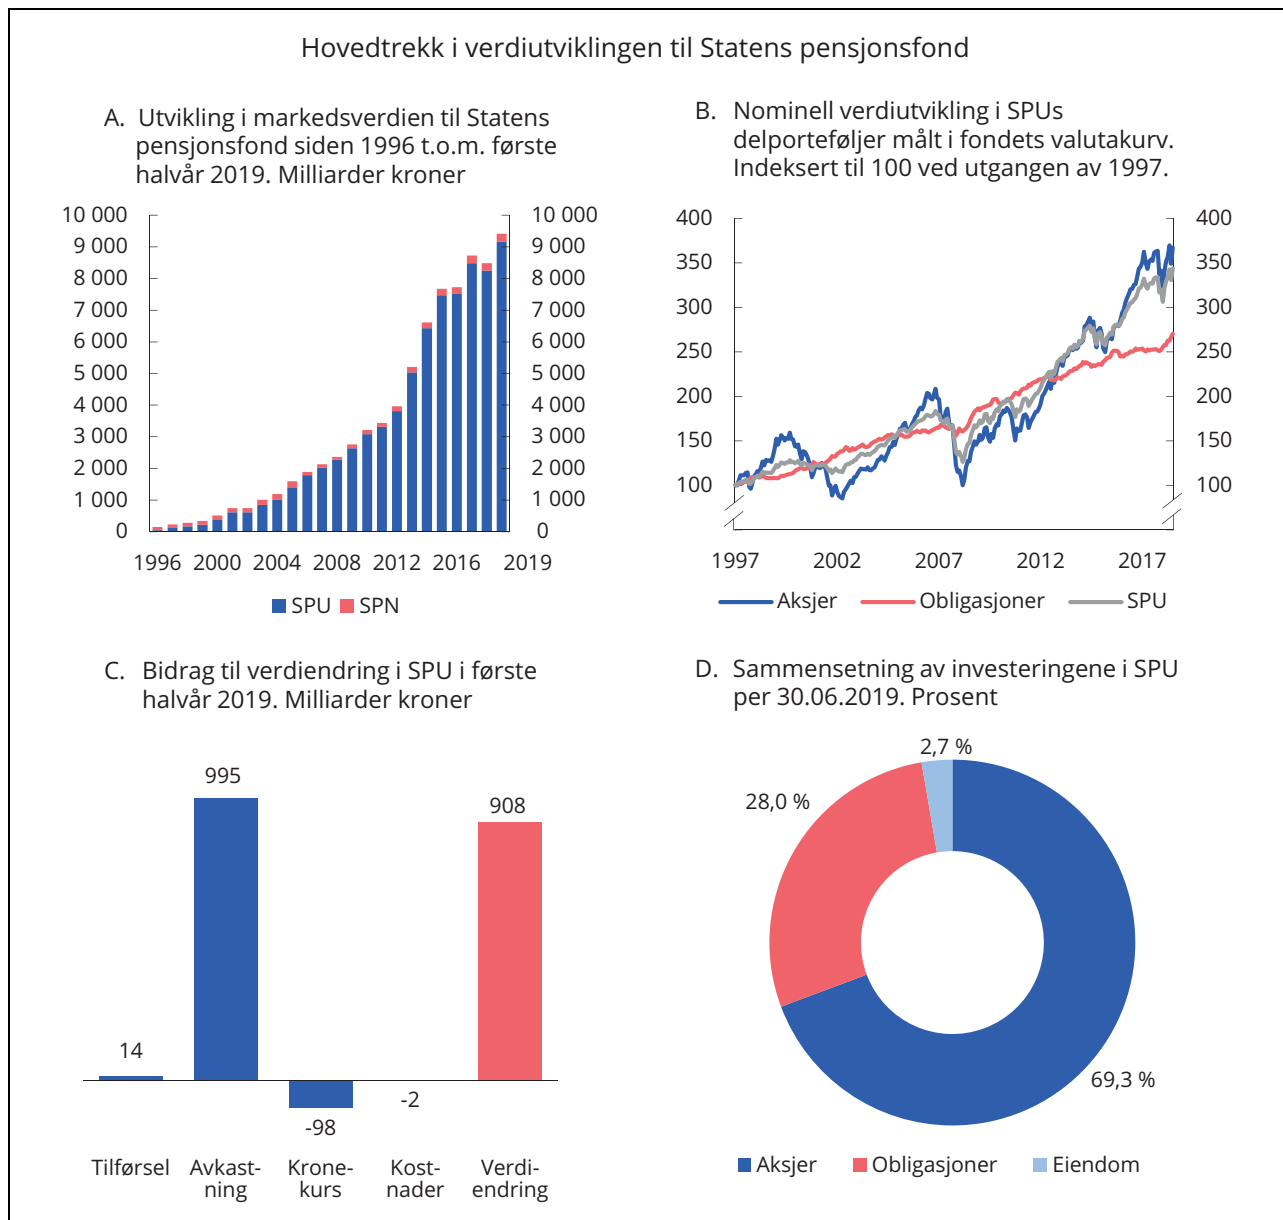 Hovedtrekk i verdiutviklingen til Statens pensjonsfond
A. Utvikling i markedsverdien til Statens
pensjonsfond siden 1996 t.o.m. første
halvår 2019. Milliarder kroner
10 000
9 000
8 000
7 000
6 000
5 000
4 000
3 000
2 000
1 000
0
10 000
9 000
8 000
7 000
6 000
5 000
4 000
3 000
2 000
1 000
0
1996 2000 2004 2008 2012 2016 2019
SPU SPN
B. Nominell verdiutvikling i SPUs
delporteføljer målt i fondets valutakurv.
Indeksert til 100 ved utgangen av 1997.
400
350
300
250
200
150
100
400
350
300
250
200
150
100
1997 2002 2007 2012 2017
Aksjer Obligasjoner SPU
C. Bidrag til verdiendring i SPU i første
halvår 2019. Milliarder kroner
995
908
14
-2
-98
Tilførsel Avkast- Krone- Kost- Verdi-
ning kurs nader endring
D. Sammensetning av investeringene i SPU
per 30.06.2019. Prosent
2,7 %
28,0 %
69,3 %
Aksjer Obligasjoner Eiendom